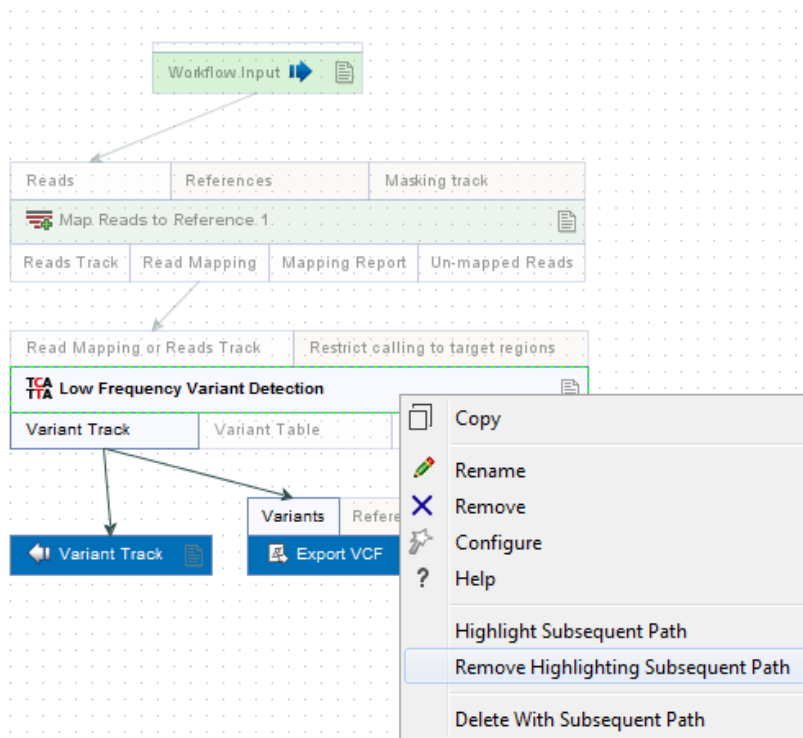 Workflow Input
Reads References Masking track
Map Reads to Reference 1
Reads Track Read Mapping Mapping Report Un-mapped Reads
Read Mapping or Reads Track Restrict calling to target regions
TCA
TTA
Low Frequency Variant Detection
Variant Track Variant Table
Variants
Variant Track Export VCF
Copy
Rename
Remove
Configure
? Help
Highlight Subsequent Path
Remove Highlighting Subsequent Path
Delete With Subsequent Path